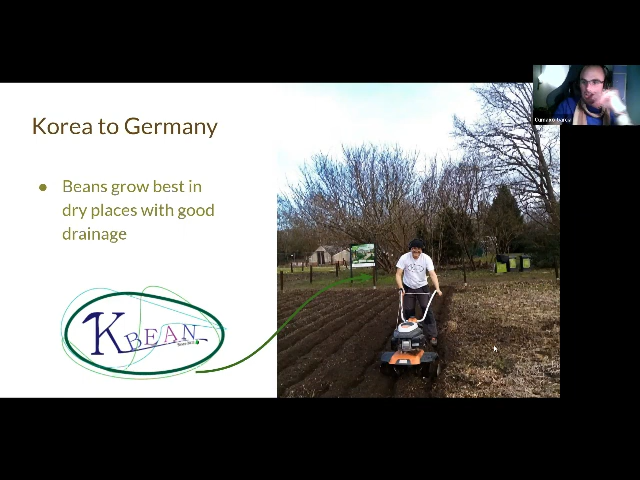 Korea to Germany
● Beans grow best in
dry places with good
drainage
KBEAN